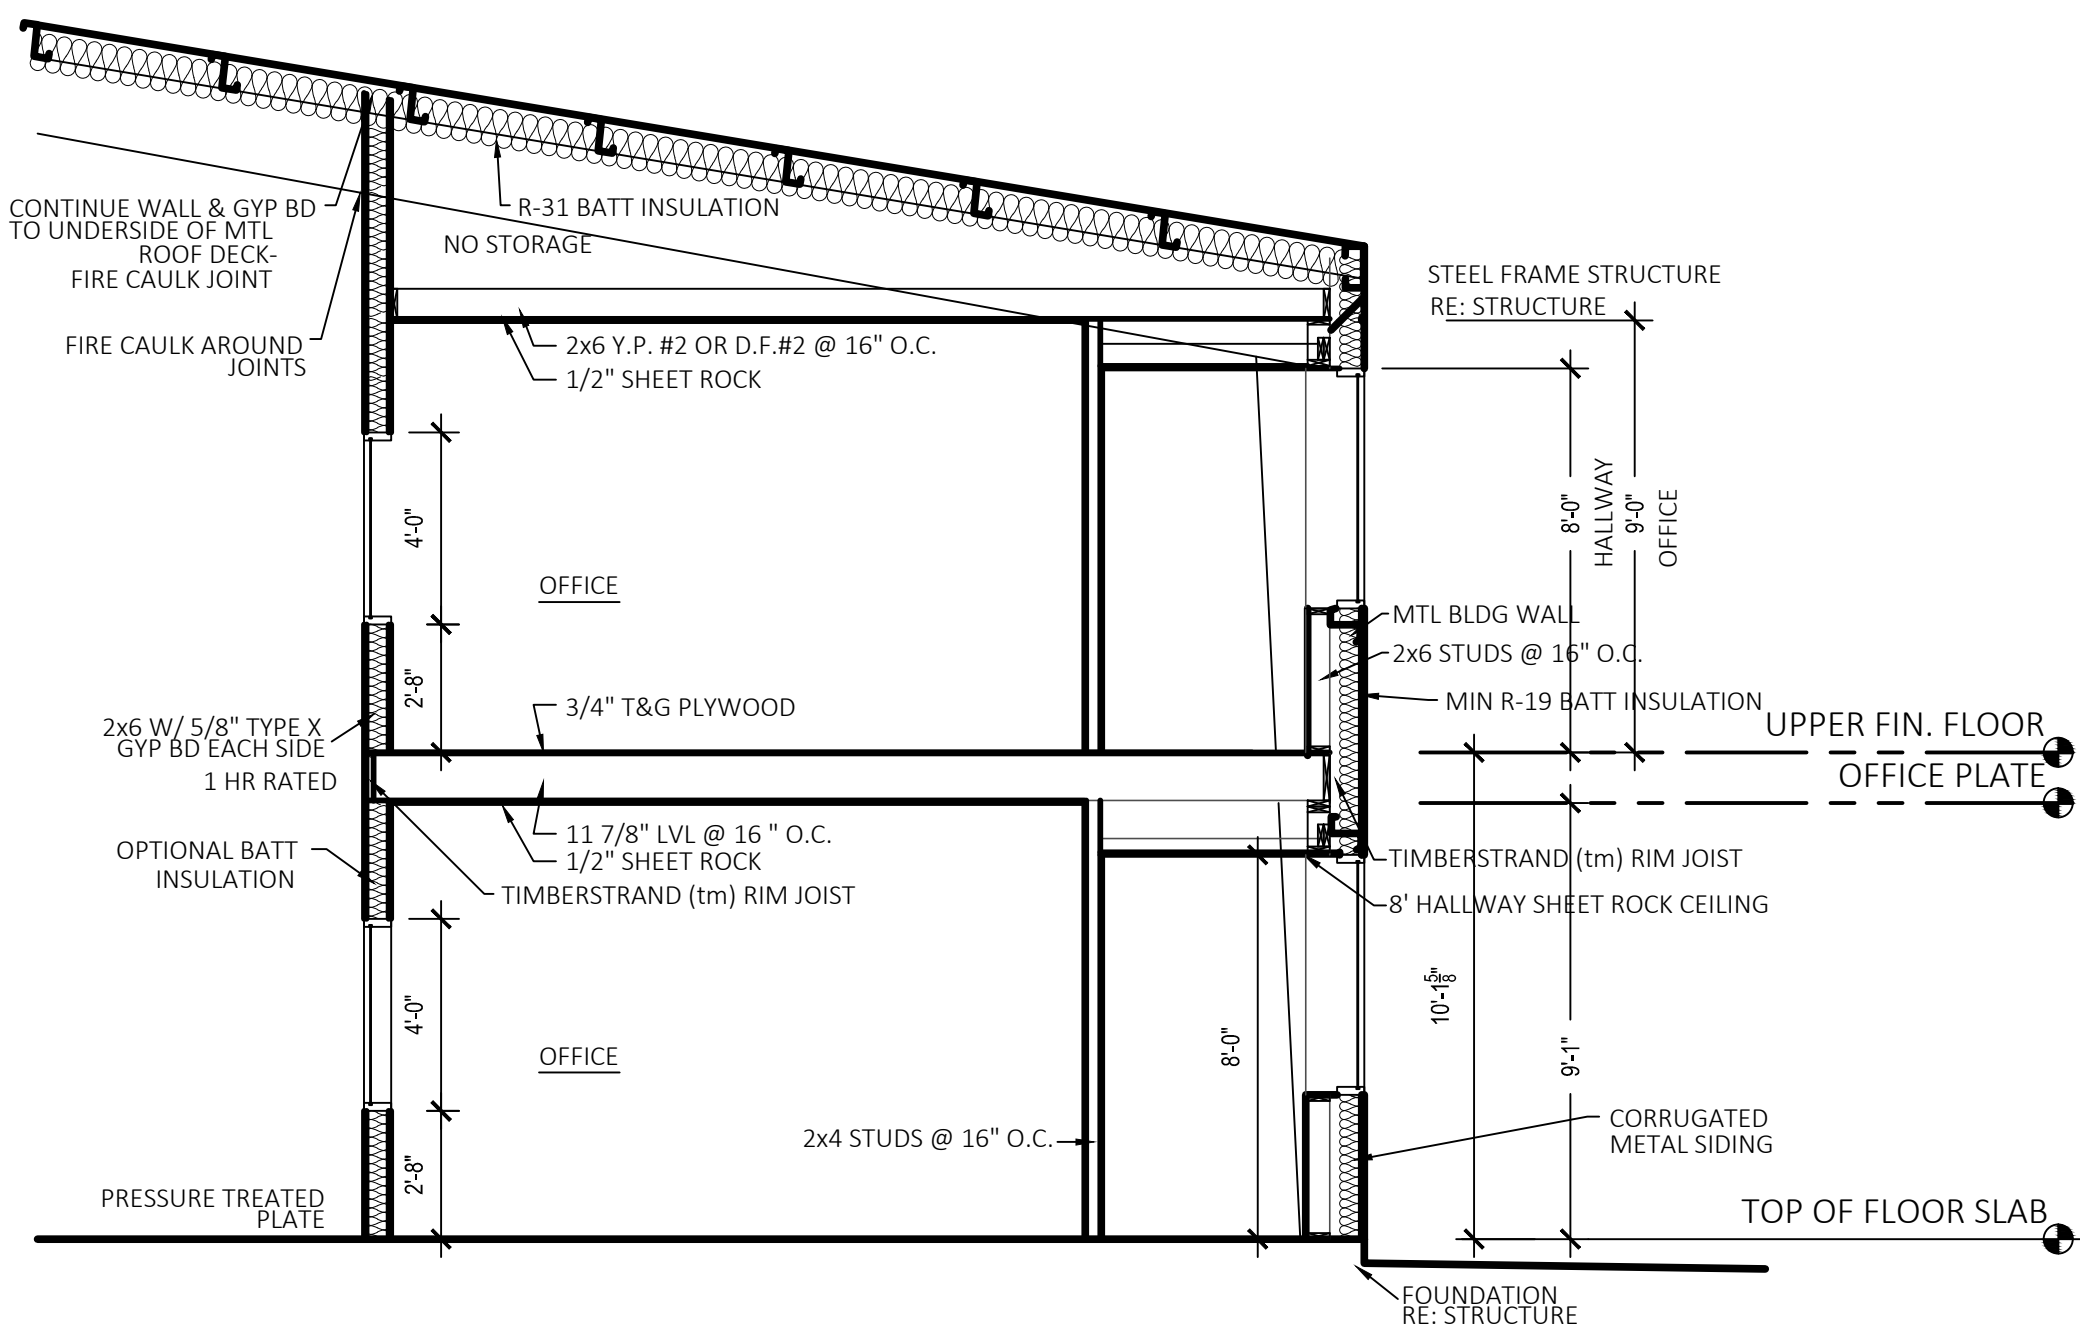 CONTINUE WALL & GYP BD
TO UNDERSIDE OF MTL
ROOF DECK-
FIRE CAULK JOINT
R-31 BATT INSULATION
NO STORAGE
FIRE CAULK AROUND
JOINTS
2x6 Y.P. #2 OR D.F.#2 @ 16" O.C.
1/2" SHEET ROCK
STEEL FRAME STRUCTURE
RE: STRUCTURE
4'-0"
OFFICE
2'-8"
8'-0"
HALLWAY
9'-0"
OFFICE
MTL BLDG WALL
2x6 STUDS @ 16" O.C.
MIN R-19 BATT INSULATION
3/4" T&G PLYWOOD
2x6 W/ 5/8" TYPE X
GYP BD EACH SIDE
1 HR RATED
UPPER FIN. FLOOR
OFFICE PLATE
11 7/8" LVL @ 16 " O.C.
1/2" SHEET ROCK
TIMBERSTRAND (tm) RIM JOIST
OPTIONAL BATT
INSULATION
TIMBERSTRAND (tm) RIM JOIST
8' HALLWAY SHEET ROCK CEILING
4'-0"
OFFICE
2'-8"
8'-0"
10'-1 5/8"
9'-1"
2x4 STUDS @ 16" O.C.
CORRUGATED
METAL SIDING
PRESSURE TREATED
PLATE
TOP OF FLOOR SLAB
FOUNDATION
RE: STRUCTURE